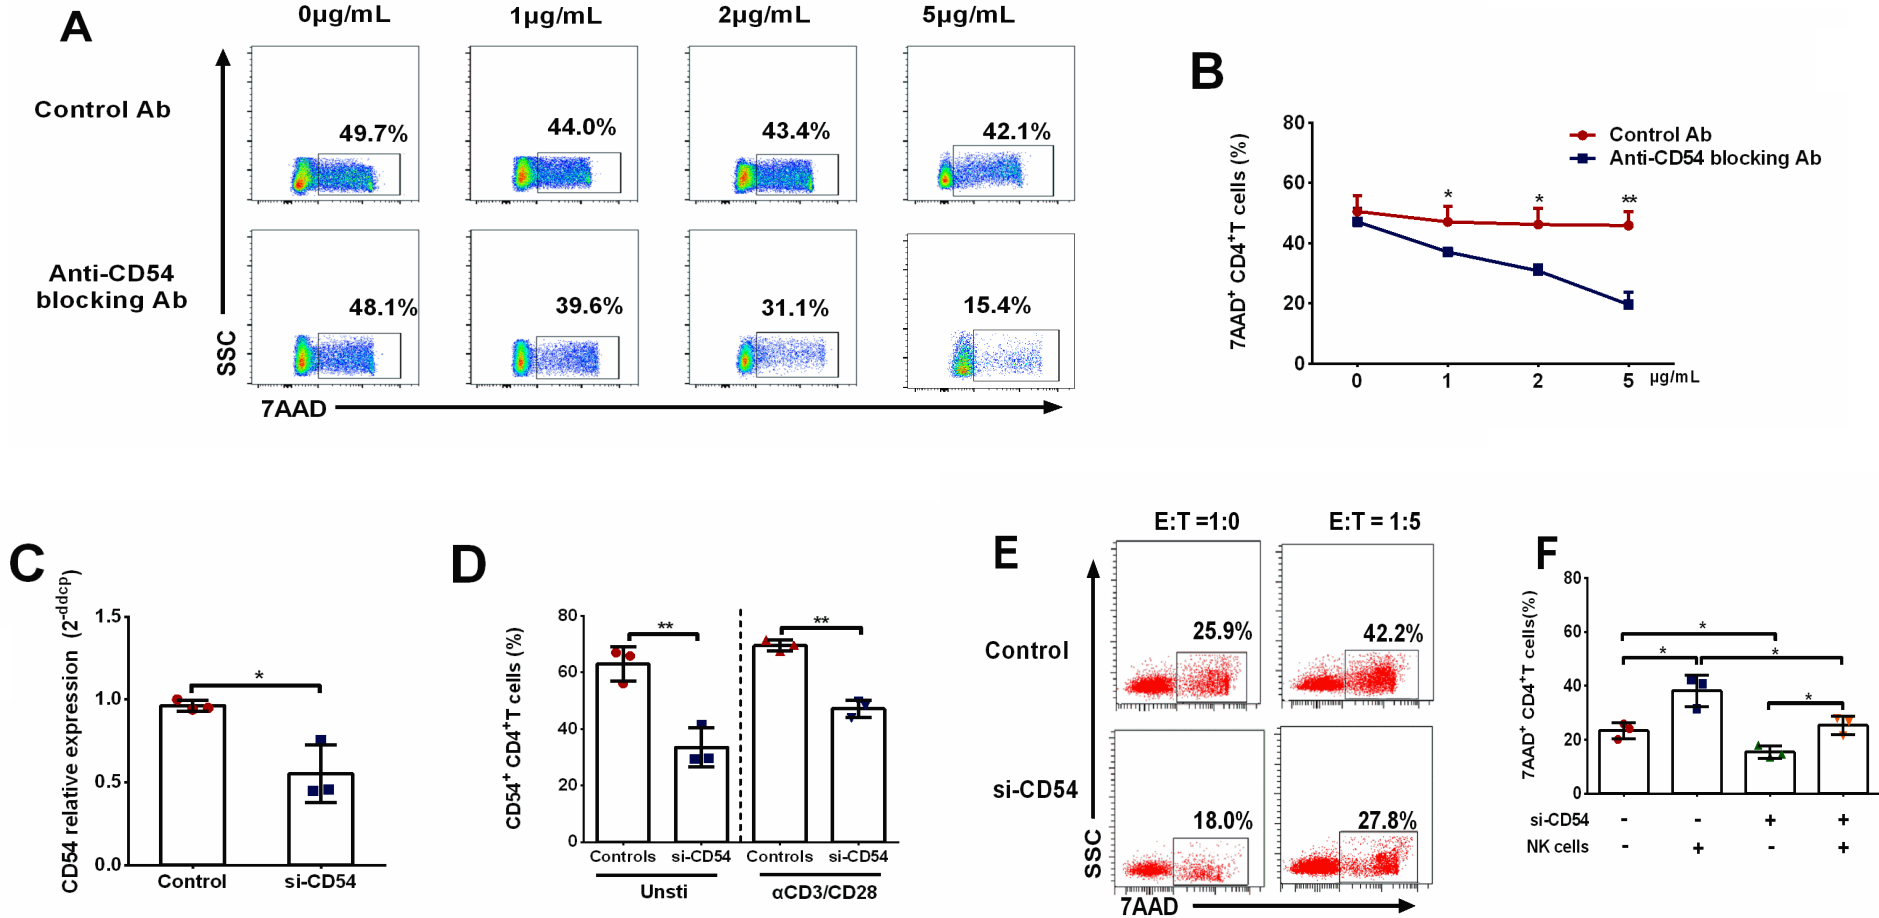 A
0µg/mL 1µg/mL 2µg/mL 5µg/mL
Control Ab
49.7% 44.0% 43.4% 42.1%
Anti-CD54
blocking Ab
48.1% 39.6% 31.1% 15.4%
SSC
7AAD
B
7AAD+ CD4+T cells (%)
80
60
40
20
0
Control Ab
Anti-CD54 blocking Ab
* * **
0 1 2 5 µg/mL
C
CD54 relative expression (2-ddcp)
1.5
1.0
0.5
0.0
*
Control si-CD54
D
CD54+ CD4+T cells (%)
80
60
40
20
0
** **
Controls si-CD54 Controls si-CD54
Unsti αCD3/CD28
E
E:T =1:0 E:T = 1:5
Control
25.9% 42.2%
si-CD54
18.0% 27.8%
SSC
7AAD
F
7AAD+ CD4+T cells(%)
80
60
40
20
0
*
* *
*
si-CD54 - - + +
NK cells - + - +